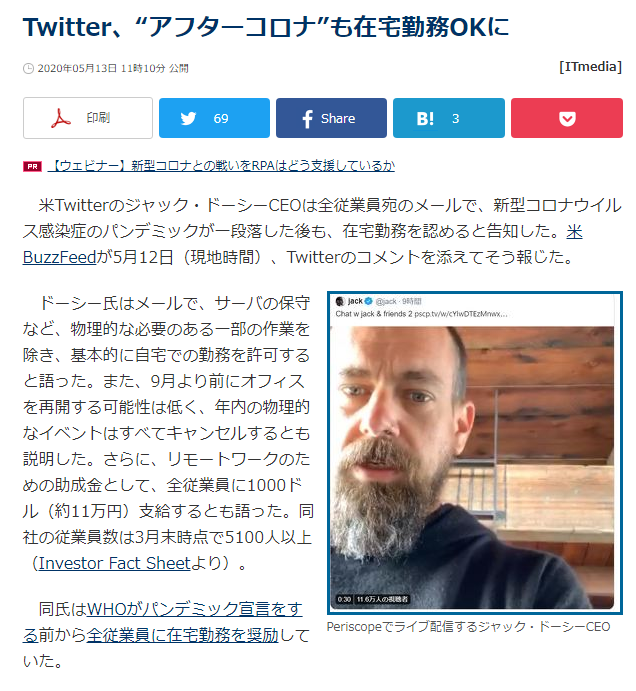 Twitter、“アフターコロナ”も在宅勤務OKに
2020年05月13日 11時10分 公開
[ITmedia]
印刷
69
Share
B! 3
PR 【ウェビナー】新型コロナとの戦いをRPAはどう支援しているか
米TwitterのジャックCEO・ドーシーCEOは全従業員宛のメールで、新型コロナウイル
ス感染症のパンデミックが一段落した後も、在宅勤務を認めると告知した。米
BuzzFeedが5月12日（現地時間）、Twitterのコメントを添えてそう報じた。
ドーシー氏はメールで、サーバの保守
など、物理的な必要のある一部の作業を
除き、基本的に自宅での勤務を許可する
と語った。また、9月より前にオフィス
を再開する可能性は低く、年内の物理的
なイベントはすべてキャンセルするとも
説明した。さらに、リモートワークのた
めの助成金として、全従業員に1000ド
ル（約11万円）支給するとも語った。同
社の従業員数は3月末時点で5100人以上
（Investor Fact Sheetより）。
同氏はWHOがパンデミック宣言をす
る前から全従業員に在宅勤務を奨励して
いた。
jack @jack · 9時間
Chat w jack & friends 2 pscp.tv/w/cYlwDTEzMnwx...
0:30 11.6万人の視聴者
Periscopeでライブ配信するジャック・ドーシーCEO